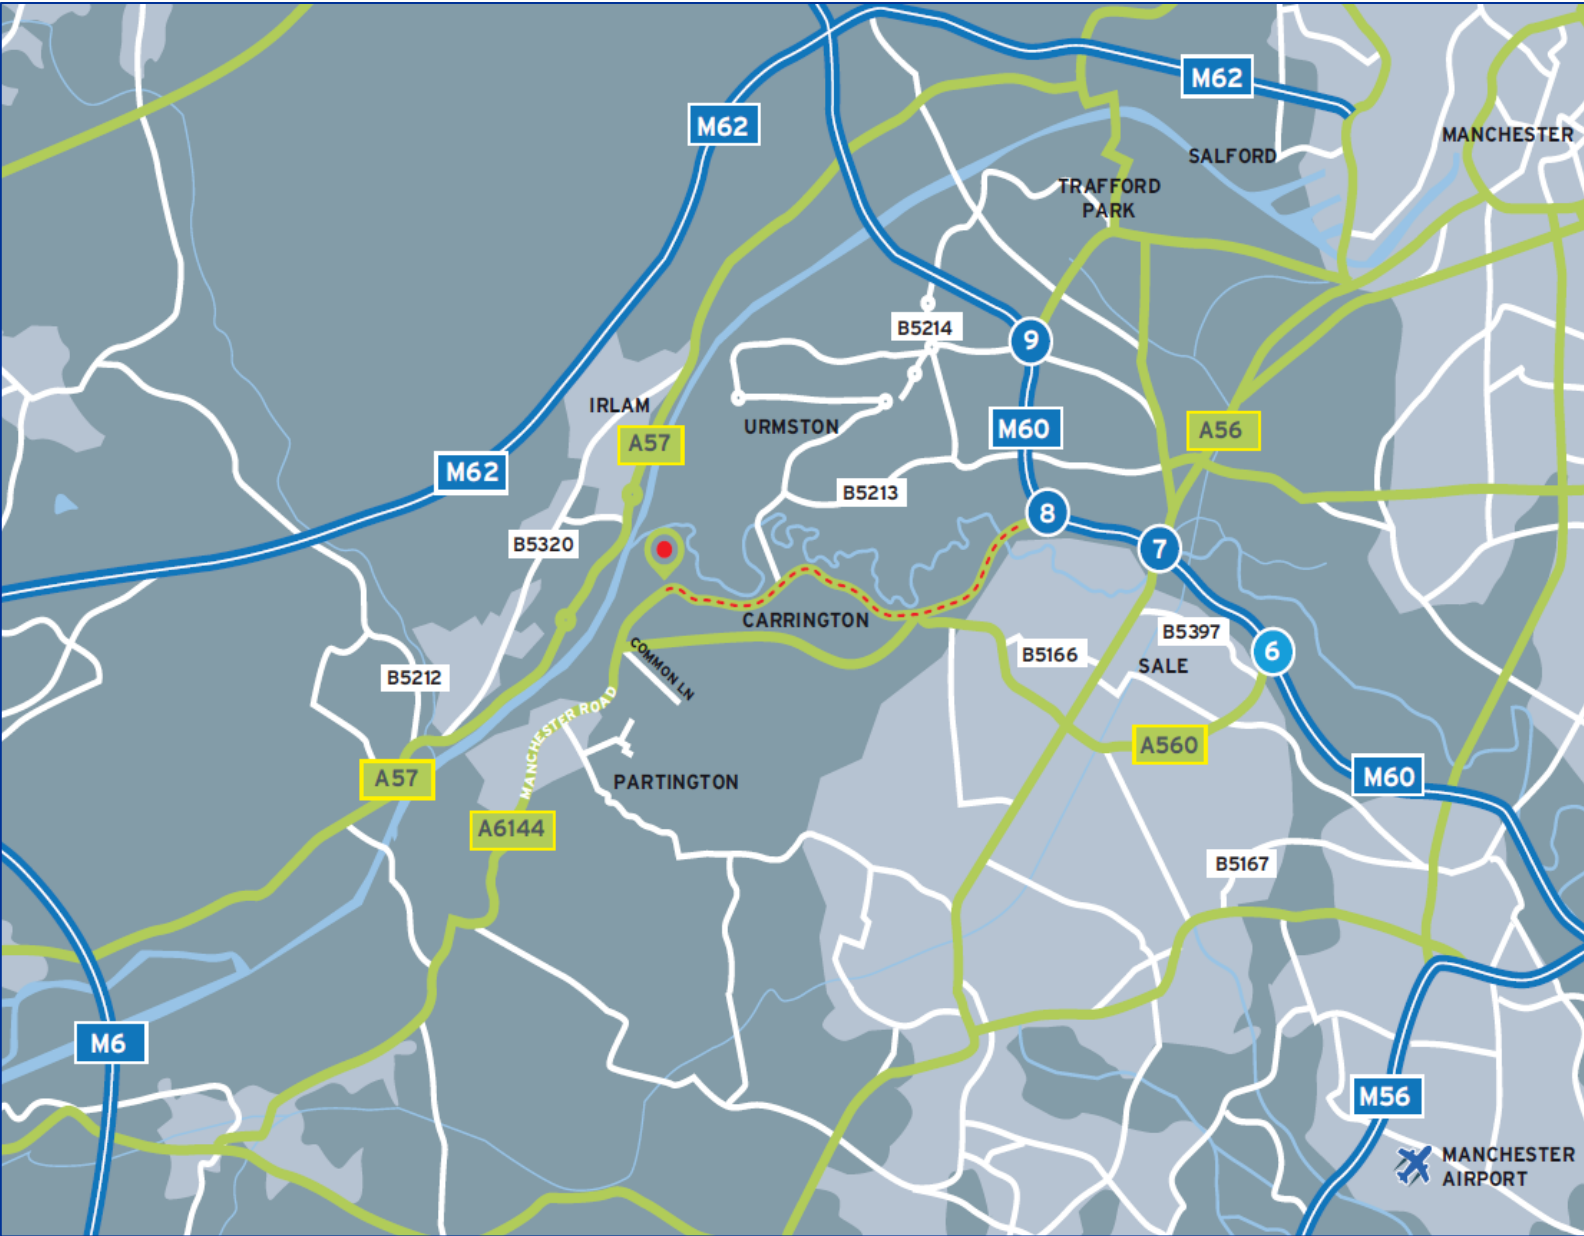 M62
M62
MANCHESTER
SALFORD
TRAFFORD
PARK
B5214
9
IRLAM
A57
URMSTON
M60
A56
M62
B5213
8
B5320
7
CARRINGTON
B5397
COMMON LN
B5166
6
SALE
B5212
MANCHESTER ROAD
A560
A57
PARTINGTON
M60
A6144
B5167
M6
M56
MANCHESTER
AIRPORT